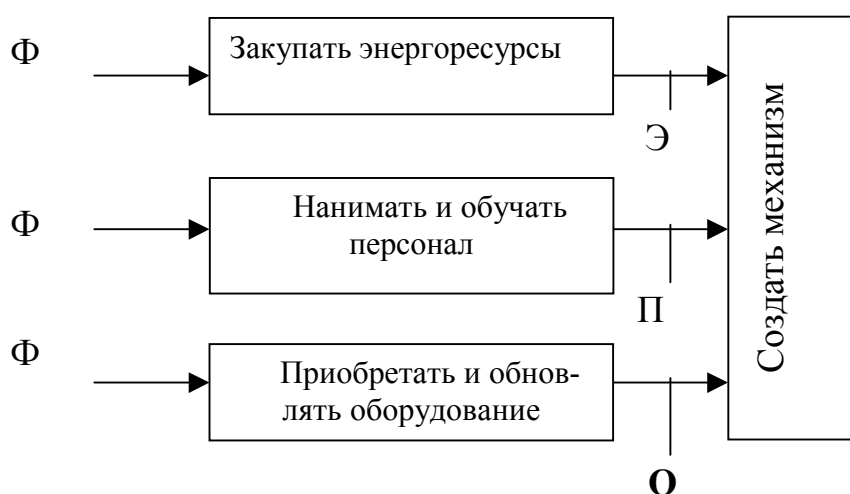 Ф
Закупать энергоресурсы
Э
Ф
Нанимать и обучать
персонал
П
Ф
Приобретать и обнов-
лять оборудование
О
Создать механизм